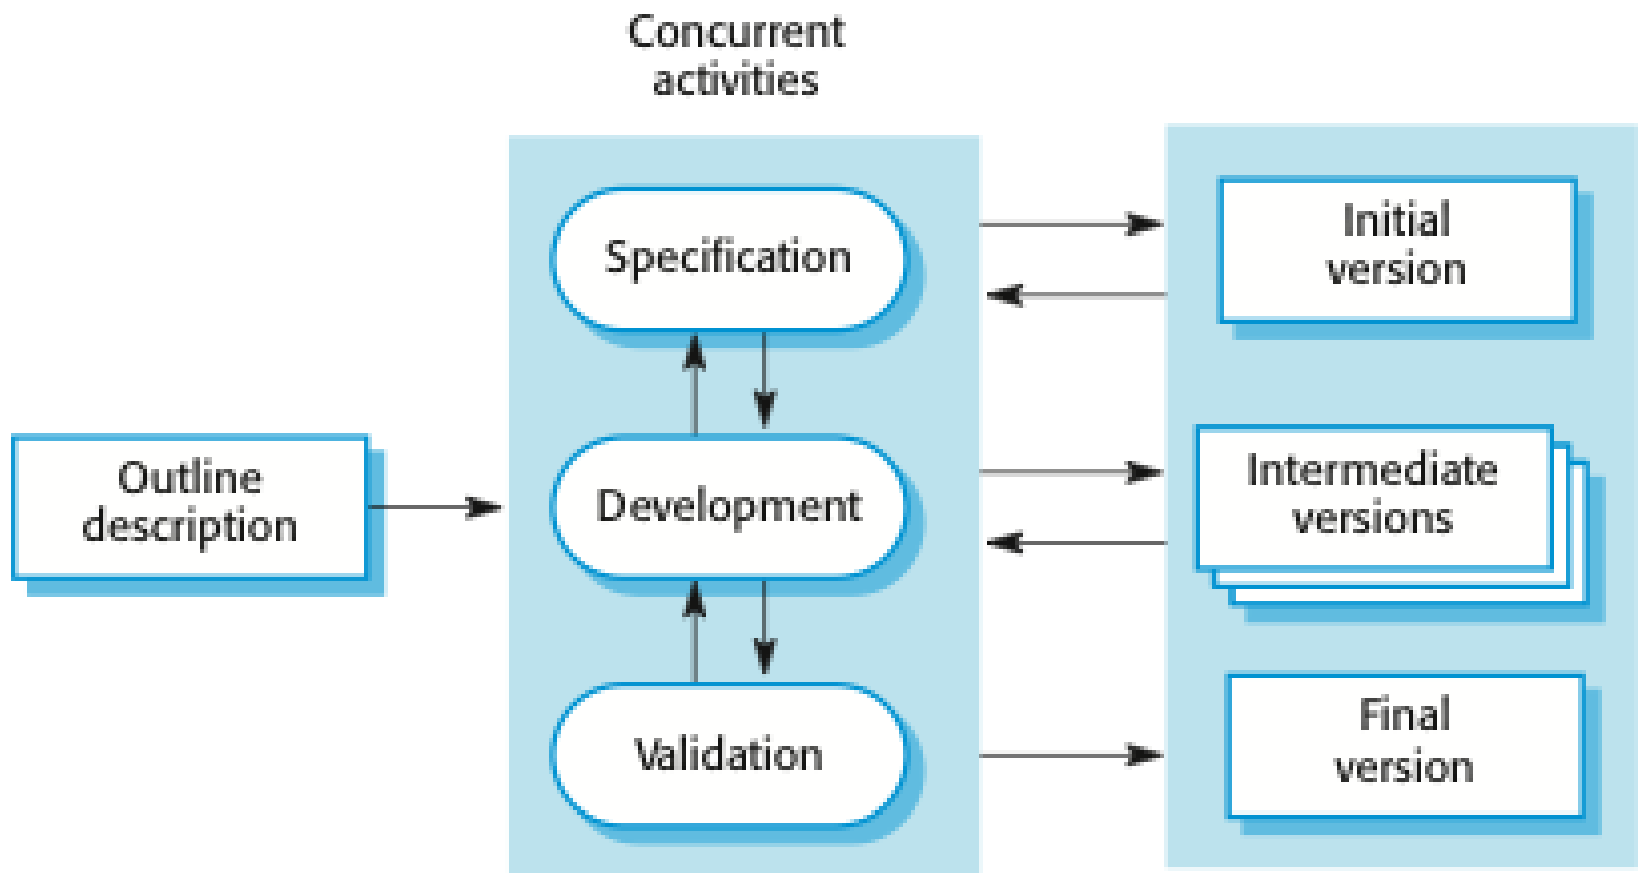 Concurrent
activities
Specification
Initial
version
Outline
description
Development
Intermediate
versions
Validation
Final
version